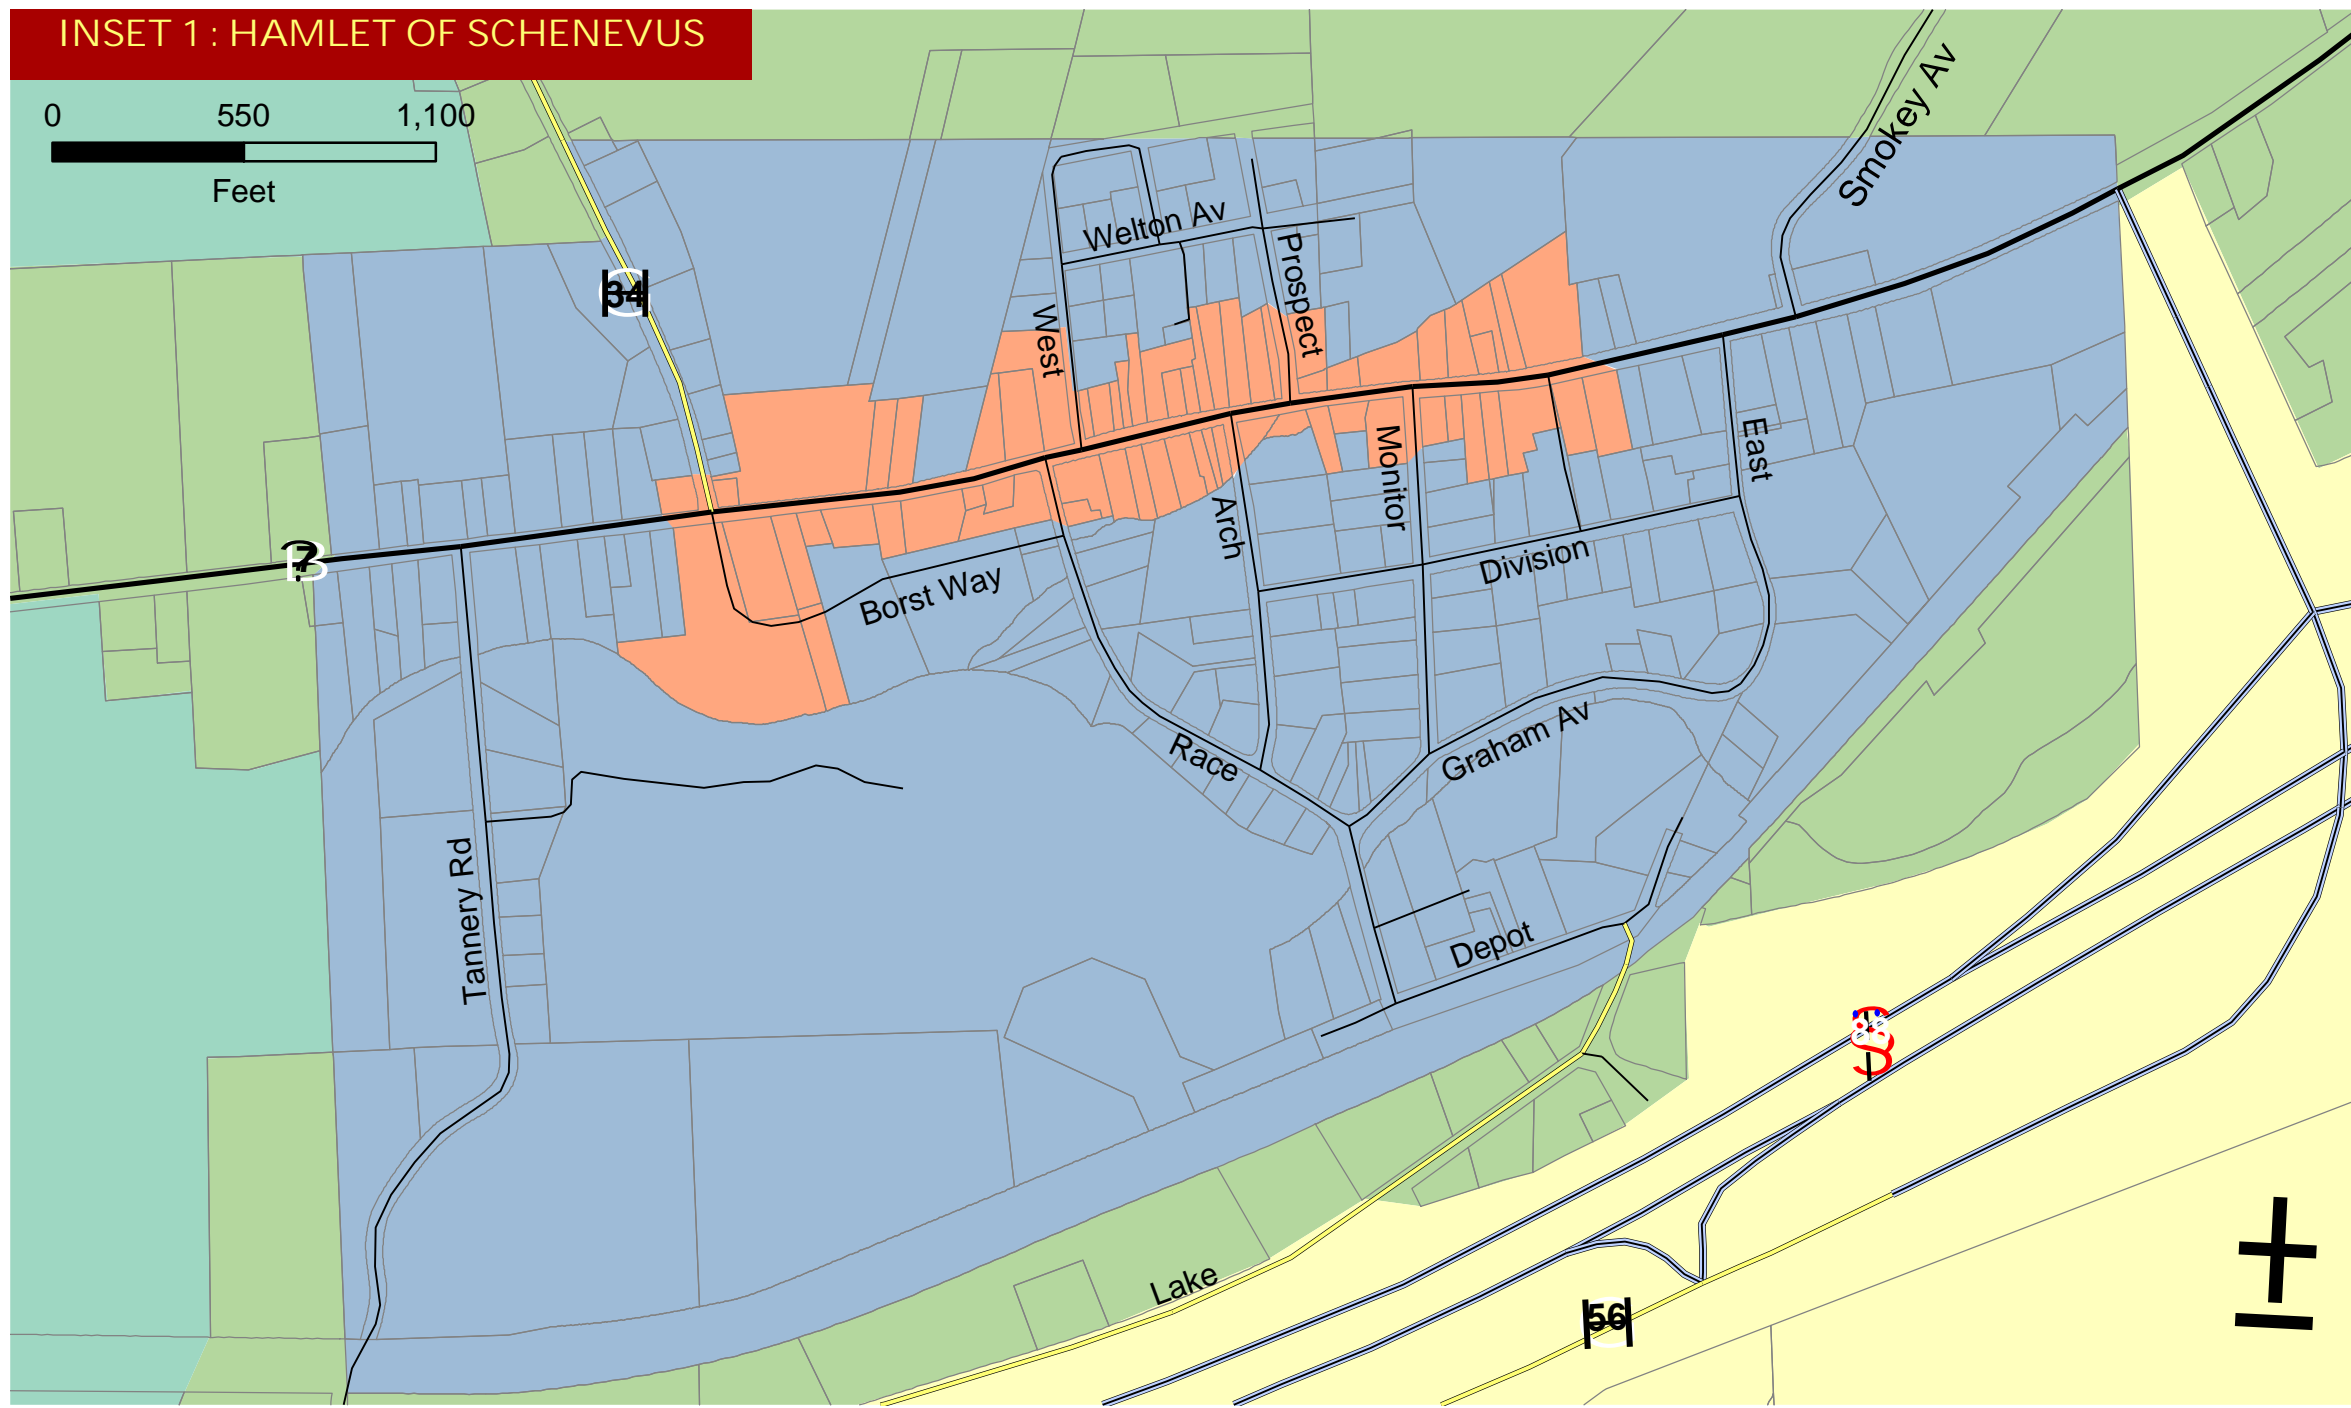 INSET 1 : HAMLET OF SCHENEVUS
0 550 1,100
Feet
Smokey Av
Welton Av
Prospect
34
West
East
Monitor
Arch
7
Division
Borst Way
Graham Av
Race
Tannery Rd
Depot
88
Lake
56